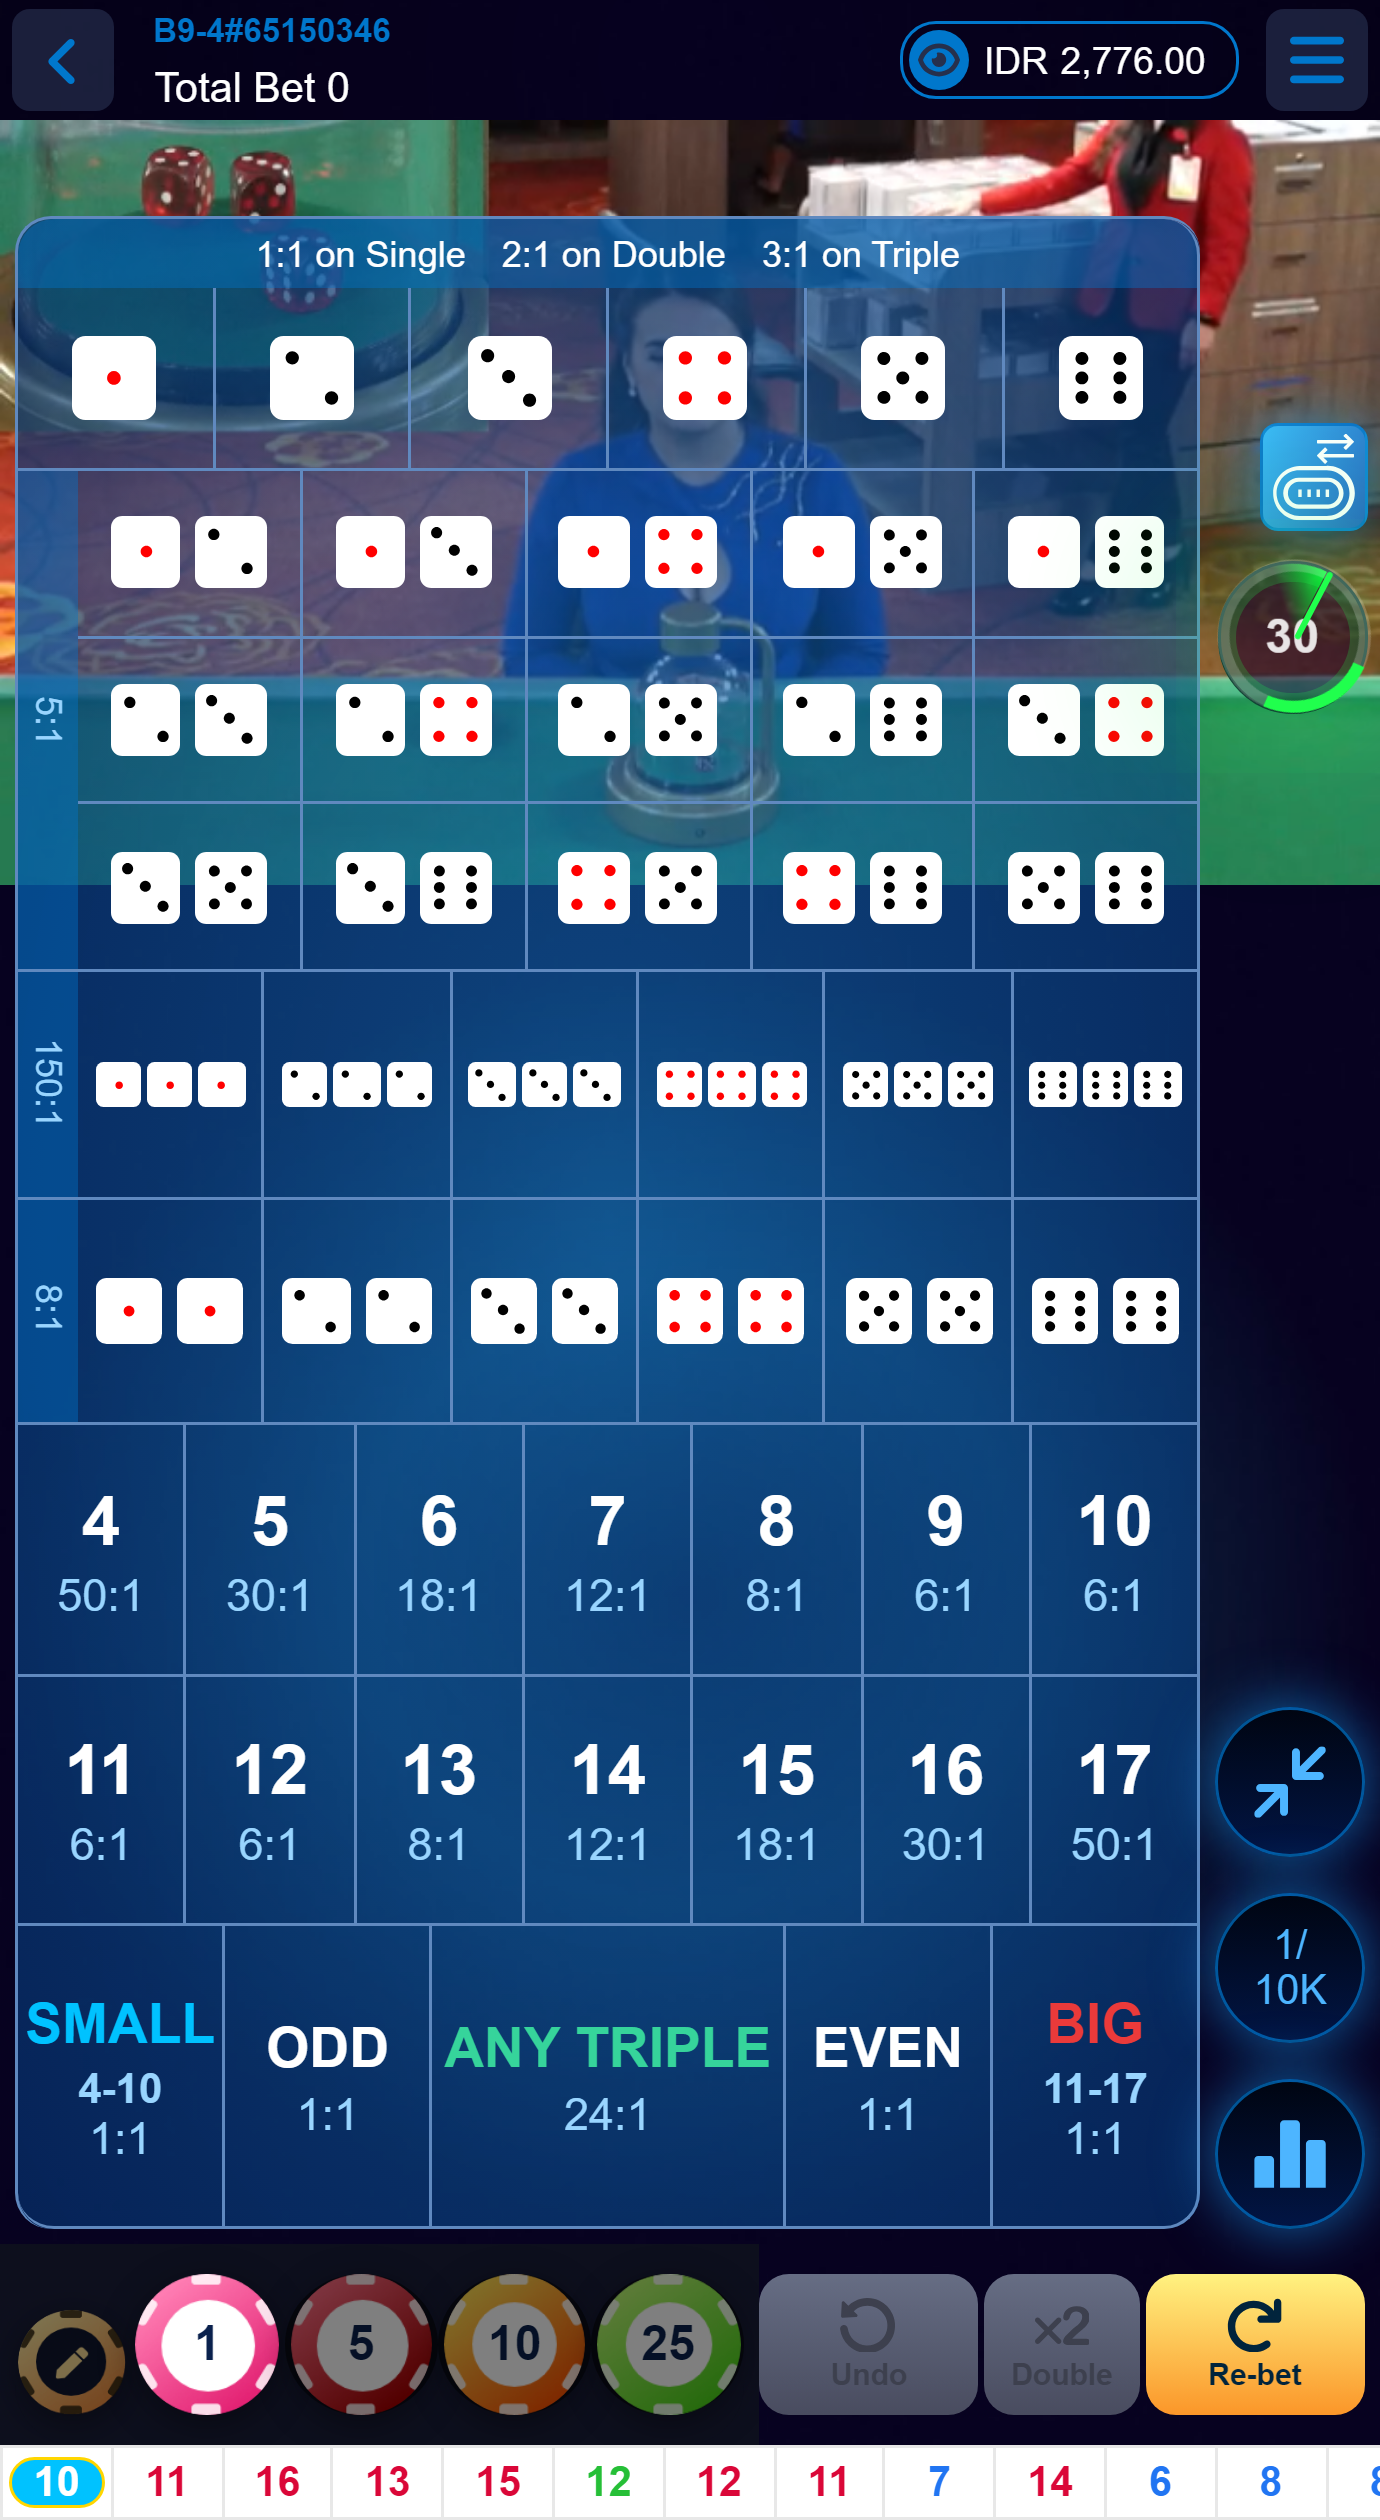 B9-4#65150346
Total Bet 0
IDR 2,776.00
1:1 on Single 2:1 on Double 3:1 on Triple
30
5:1
150:1
8:1
4 5 6 7 8 9 10
50:1 30:1 18:1 12:1 8:1 6:1 6:1
11 12 13 14 15 16 17
6:1 6:1 8:1 12:1 18:1 30:1 50:1
1/
10K
SMALL
4-10
1:1
ODD
1:1
ANY TRIPLE
24:1
EVEN
1:1
BIG
11-17
1:1
1 5 10 25
Undo
x2
Double
Re-bet
10 11 16 13 15 12 12 11 7 14 6 8